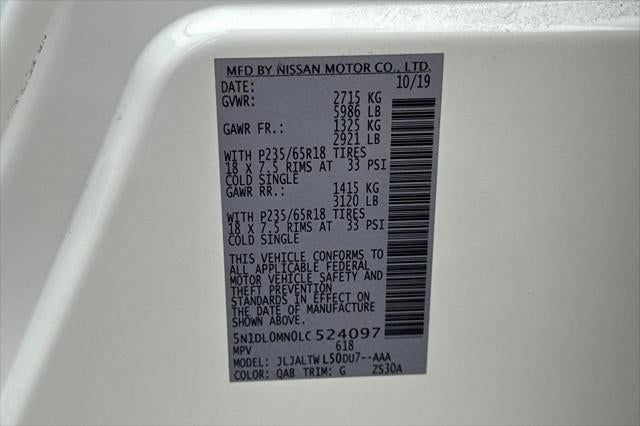 MFD BY NISSAN MOTOR CO., LTD.
DATE: 10/19
GVWR: 2715 KG
5986 LB
GAWR FR.: 1325 KG
2921 LB
WITH P235/65R18 TIRES
18 X 7.5 RIMS AT 33 PSI
COLD SINGLE
GAWR RR.: 1415 KG
3120 LB
WITH P235/65R18 TIRES
18 X 7.5 RIMS AT 33 PSI
COLD SINGLE
THIS VEHICLE CONFORMS TO
ALL APPLICABLE FEDERAL
MOTOR VEHICLE SAFETY AND
THEFT PREVENTION
STANDARDS IN EFFECT ON
THE DATE OF MANUFACTURE
SHOWN ABOVE.
5N1DL0MN0LC524097
MPV 618
MODEL: JLJALTWL50DU7--AAA
COLOR: QAB TRIM: G ZS30A